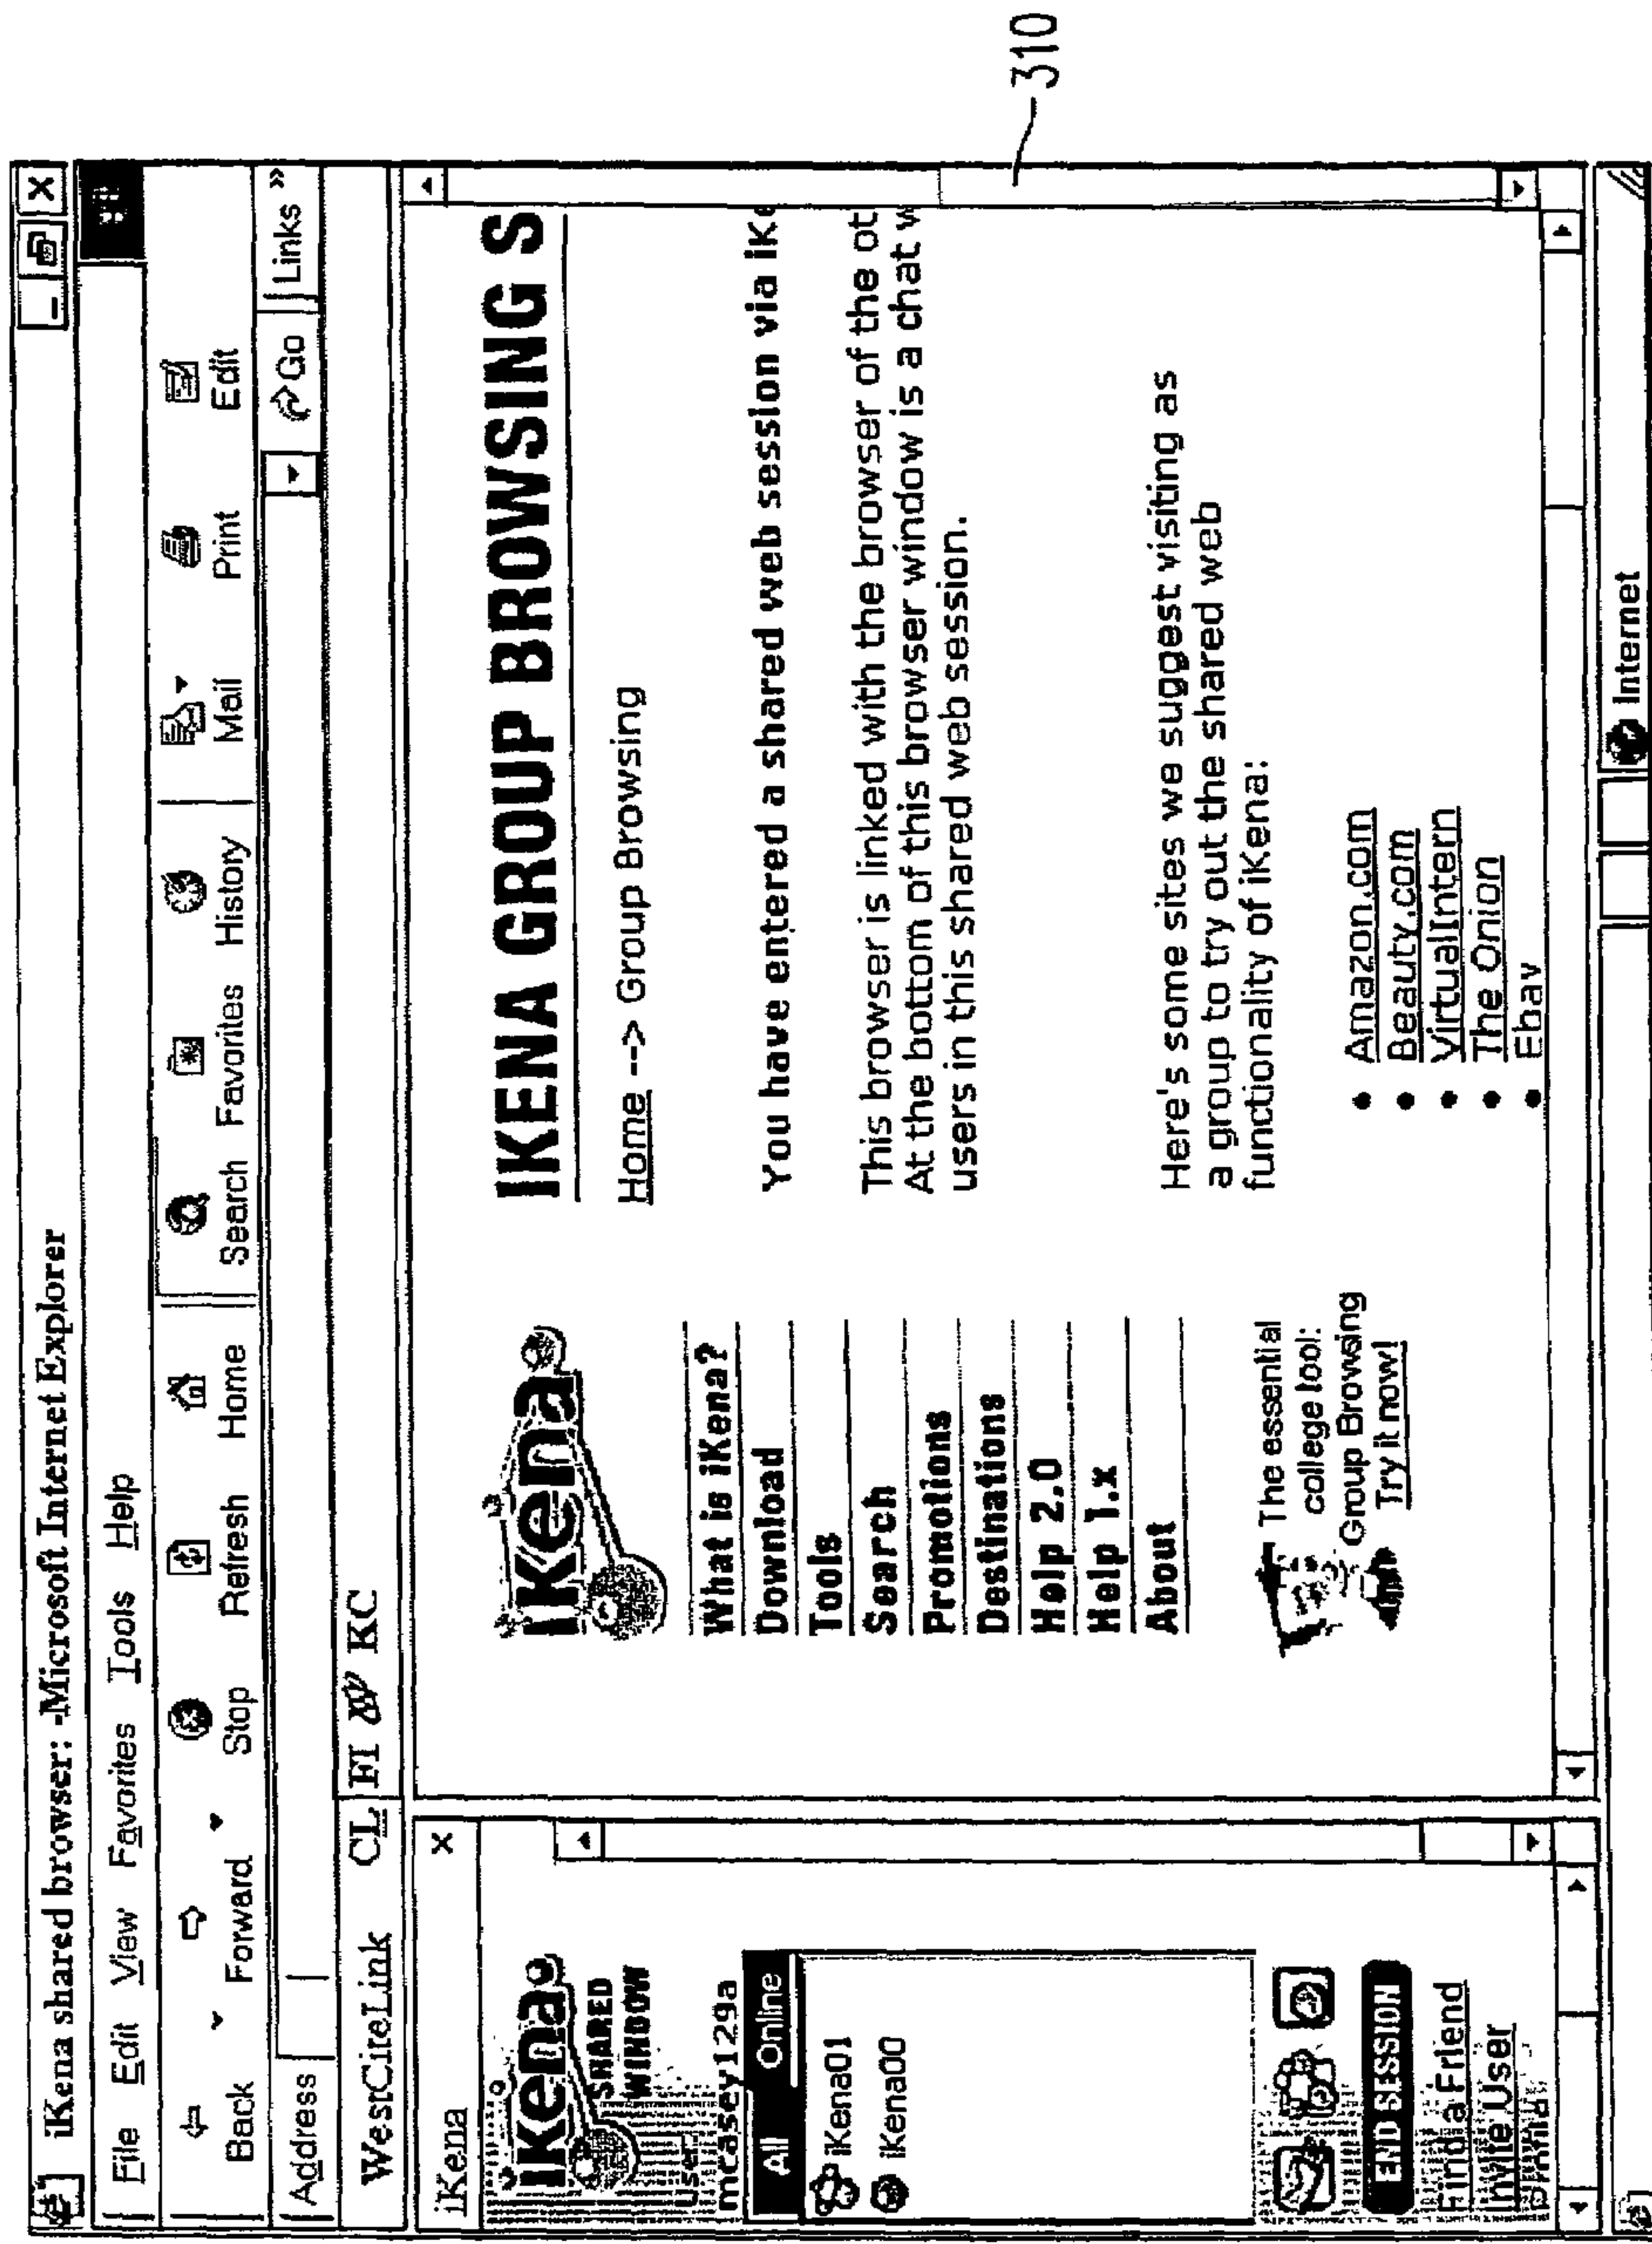 iKena shared browser: -Microsoft Internet Explorer
File Edit View Favorites Tools Help
Back Forward Stop Refresh Home Search Favorites History Mail Print Edit
Address Go Links »
WestCiteLink CL FI KC
iKena X
iKena
SHARED
WINDOW
User:
mcasey129a
All Online
iKena01
iKena00
END SESSION
Find a Friend
Invite User
Profile
iKena
What is iKena?
Download
Tools
Search
Promotions
Destinations
Help 2.0
Help 1.x
About
The essential
college tool:
Group Browsing
Try it now!
IKENA GROUP BROWSING S
Home --> Group Browsing
You have entered a shared web session via iKe
This browser is linked with the browser of the ot
At the bottom of this browser window is a chat w
users in this shared web session.
Here's some sites we suggest visiting as
a group to try out the shared web
functionality of iKena:
• Amazon.com
• Beauty.com
• VirtualIntern
• The Onion
• Ebay
Internet
310